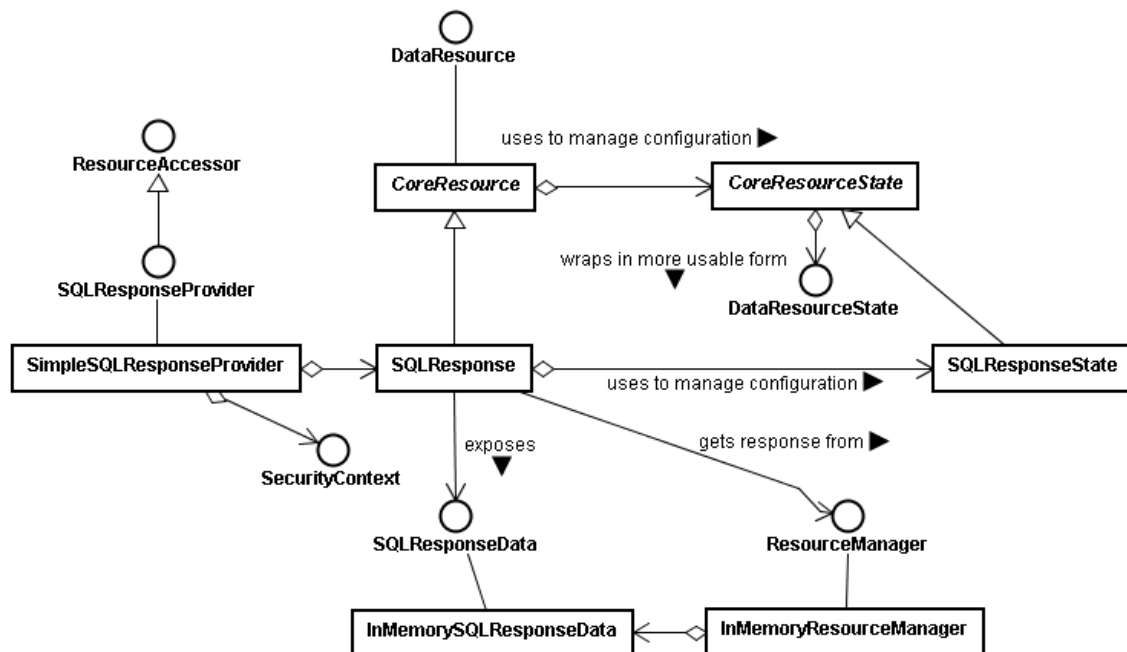 DataResource
uses to manage configuration
ResourceAccessor
CoreResource
CoreResourceState
wraps in more usable form
SQLResponseProvider
DataResourceState
SimpleSQLResponseProvider
SQLResponse
SQLResponseState
uses to manage configuration
exposes
gets response from
SecurityContext
SQLResponseData
ResourceManager
InMemorySQLResponseData
InMemoryResourceManager